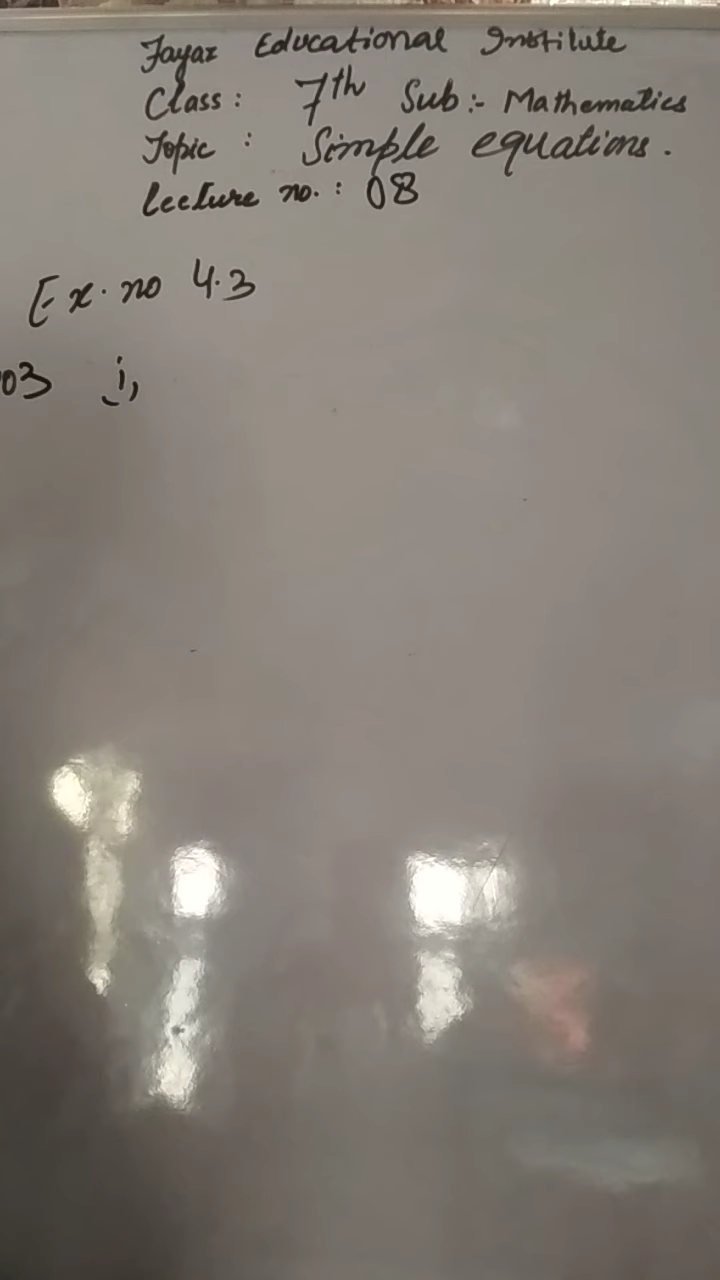 Fayaz Educational Institute
Class: 7th Sub:- Mathematics
Topic: Simple equations.
Lecture no.: 08
Ex. no 4.3
03 i,